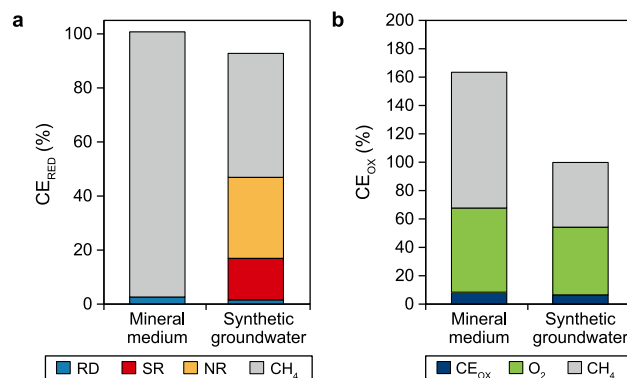 a
CE_RED (%)
100
80
60
40
20
0
Mineral medium
Synthetic groundwater
RD SR NR CH₄
b
CE_OX (%)
200
180
160
140
120
100
80
60
40
20
0
Mineral medium
Synthetic groundwater
CE_OX O₂ CH₄